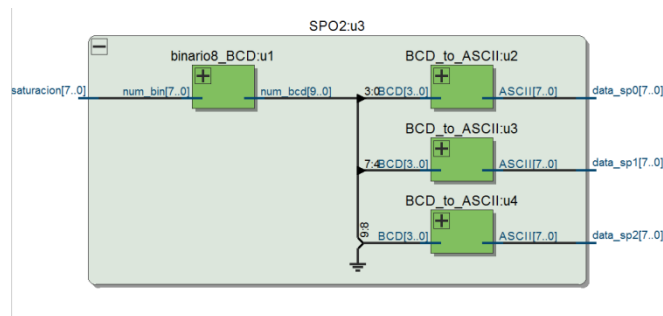 SPO2:u3
binario8_BCD:u1
BCD_to_ASCII:u2
saturacion[7..0] num_bin[7..0] num_bcd[9..0] 3:0 BCD[3..0] ASCII[7..0] data_sp0[7..0]
BCD_to_ASCII:u3
7:4 BCD[3..0] ASCII[7..0] data_sp1[7..0]
BCD_to_ASCII:u4
9:8 BCD[3..0] ASCII[7..0] data_sp2[7..0]